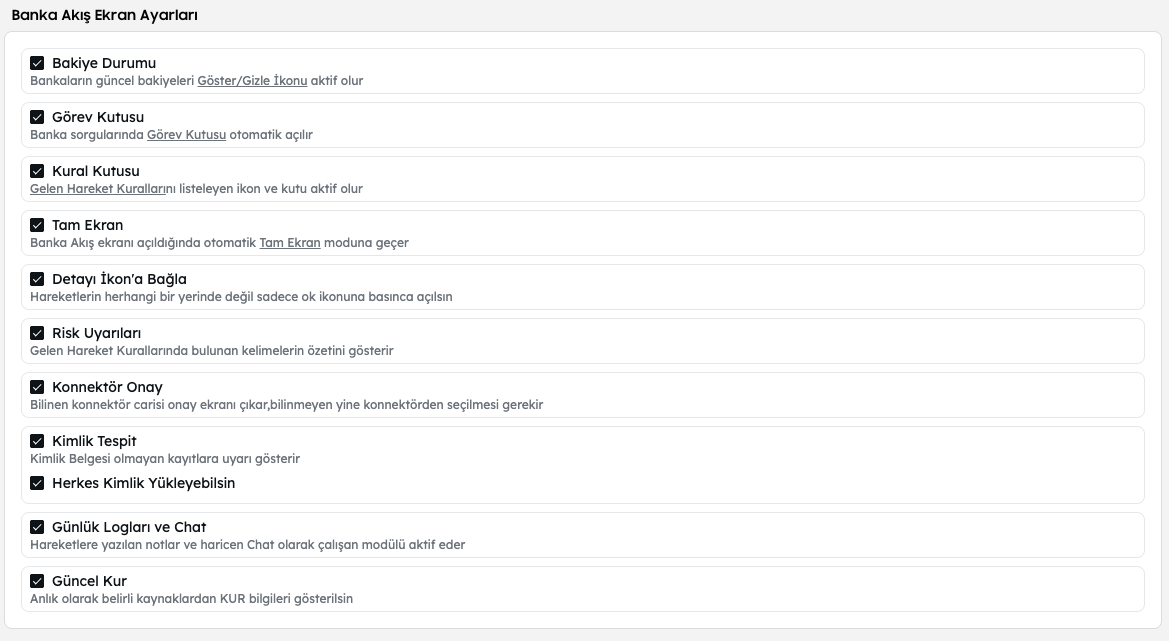 Banka Akış Ekran Ayarları
Bakiye Durumu
Bankaların güncel bakiyeleri Göster/Gizle İkonu aktif olur
Görev Kutusu
Banka sorgularında Görev Kutusu otomatik açılır
Kural Kutusu
Gelen Hareket Kurallarını listeleyen ikon ve kutu aktif olur
Tam Ekran
Banka Akış ekranı açıldığında otomatik Tam Ekran moduna geçer
Detayı İkon'a Bağla
Hareketlerin herhangi bir yerinde değil sadece ok ikonuna basınca açılsın
Risk Uyarıları
Gelen Hareket Kurallarında bulunan kelimelerin özetini gösterir
Konnektör Onay
Bilinen konnektör carisi onay ekranı çıkar,bilinmeyen yine konnektörden seçilmesi gerekir
Kimlik Tespit
Kimlik Belgesi olmayan kayıtlara uyarı gösterir
Herkes Kimlik Yükleyebilsin
Günlük Logları ve Chat
Hareketlere yazılan notlar ve haricen Chat olarak çalışan modülü aktif eder
Güncel Kur
Anlık olarak belirli kaynaklardan KUR bilgileri gösterilsin